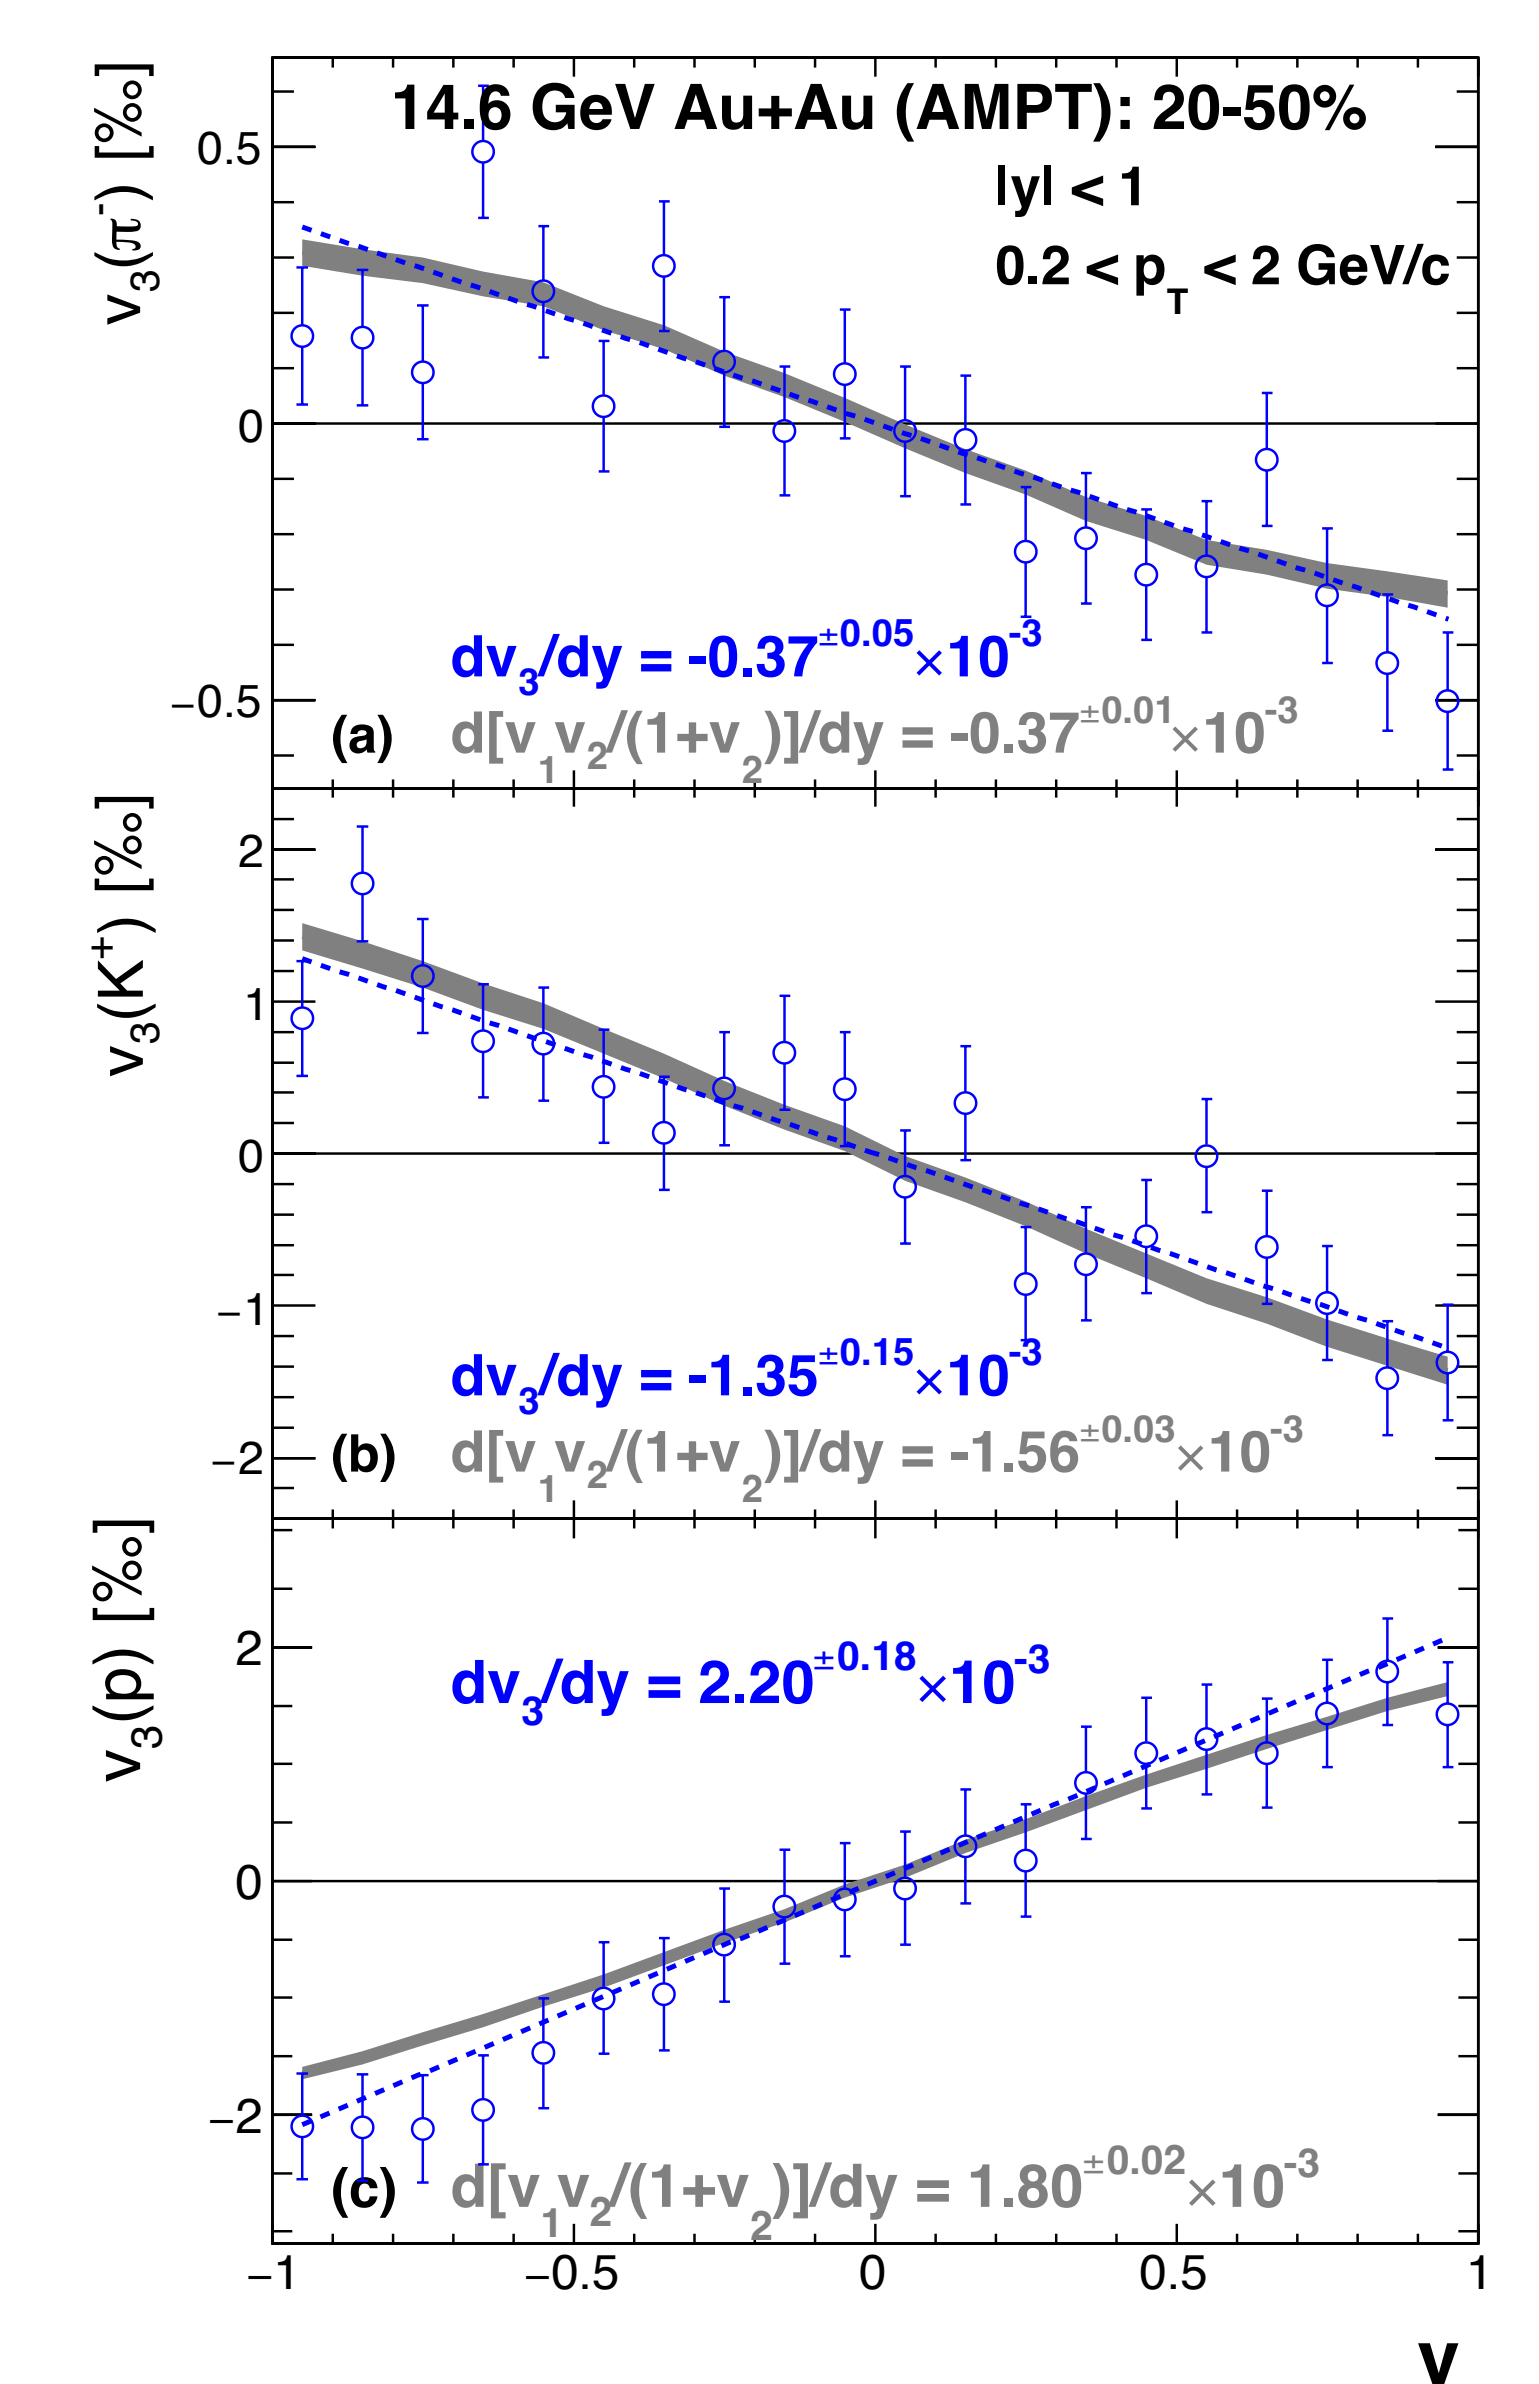 14.6 GeV Au+Au (AMPT): 20-50%
|y| < 1
0.2 < p_T < 2 GeV/c
v_3(π^-) [‰]
0.5
0
−0.5
dv_3/dy = -0.37^±0.05×10^-3
(a) d[v_1v_2/(1+v_2)]/dy = -0.37^±0.01×10^-3
v_3(K^+) [‰]
2
1
0
−1
−2
dv_3/dy = -1.35^±0.15×10^-3
(b) d[v_1v_2/(1+v_2)]/dy = -1.56^±0.03×10^-3
v_3(p) [‰]
2
0
−2
dv_3/dy = 2.20^±0.18×10^-3
(c) d[v_1v_2/(1+v_2)]/dy = 1.80^±0.02×10^-3
−1 −0.5 0 0.5 1